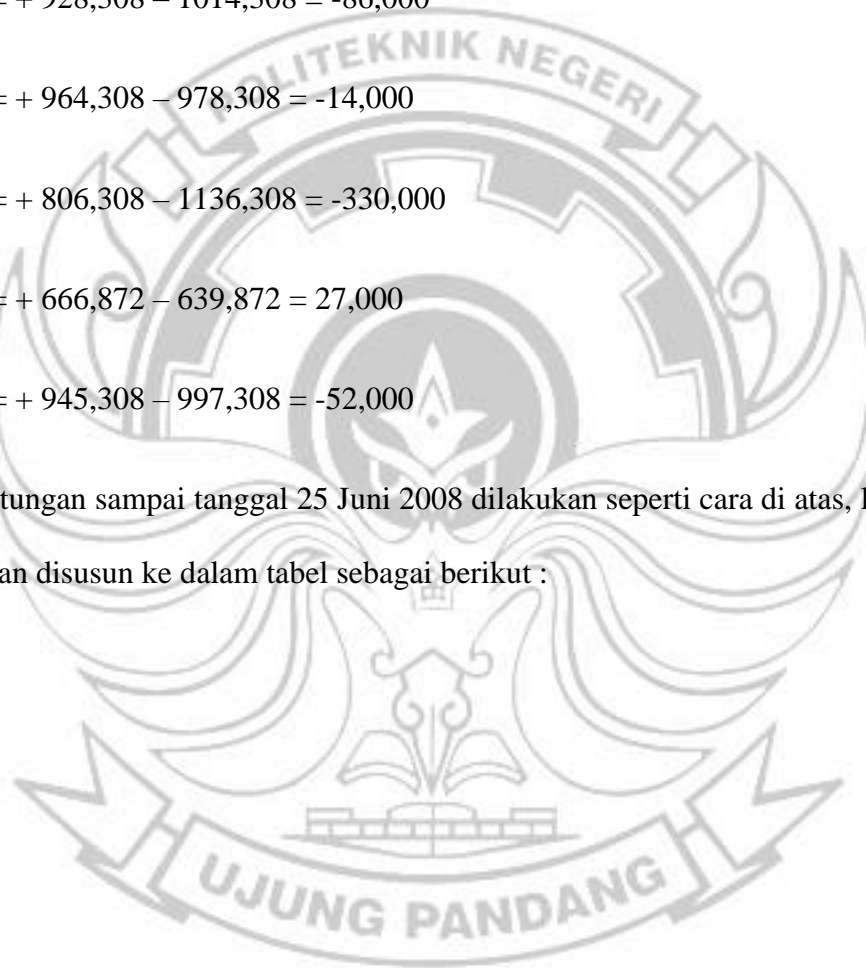 = + 928,308 – 1014,308 = -86,000
POLITEKNIK NEGERI
= + 964,308 – 978,308 = -14,000
= + 806,308 – 1136,308 = -330,000
= + 666,872 – 639,872 = 27,000
= + 945,308 – 997,308 = -52,000
tungan sampai tanggal 25 Juni 2008 dilakukan seperti cara di atas,
an disusun ke dalam tabel sebagai berikut :
UJUNG PANDANG